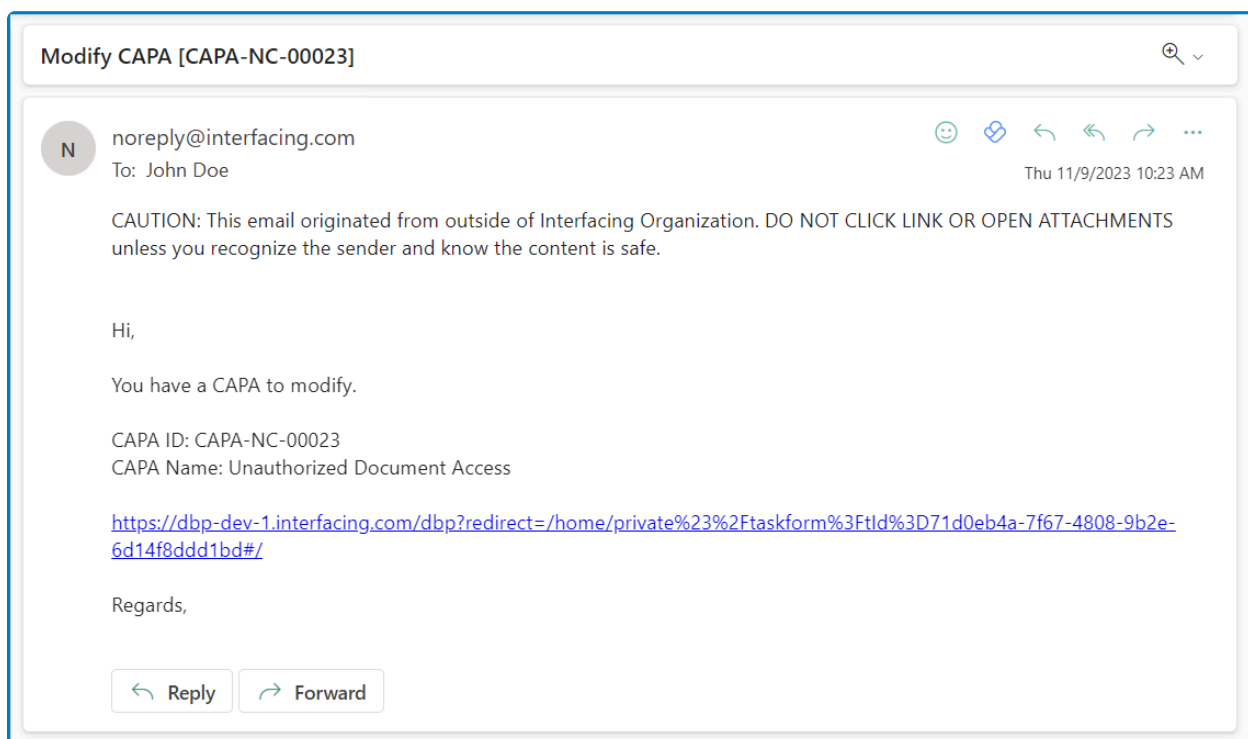 Modify CAPA [CAPA-NC-00023]
N
noreply@interfacing.com
To: John Doe
Thu 11/9/2023 10:23 AM
CAUTION: This email originated from outside of Interfacing Organization. DO NOT CLICK LINK OR OPEN ATTACHMENTS
unless you recognize the sender and know the content is safe.
Hi,
You have a CAPA to modify.
CAPA ID: CAPA-NC-00023
CAPA Name: Unauthorized Document Access
https://dbp-dev-1.interfacing.com/dbp?redirect=/home/private%23%2Ftaskform%3FtId%3D71d0eb4a-7f67-4808-9b2e-
6d14f8ddd1bd#/
Regards,
Reply
Forward